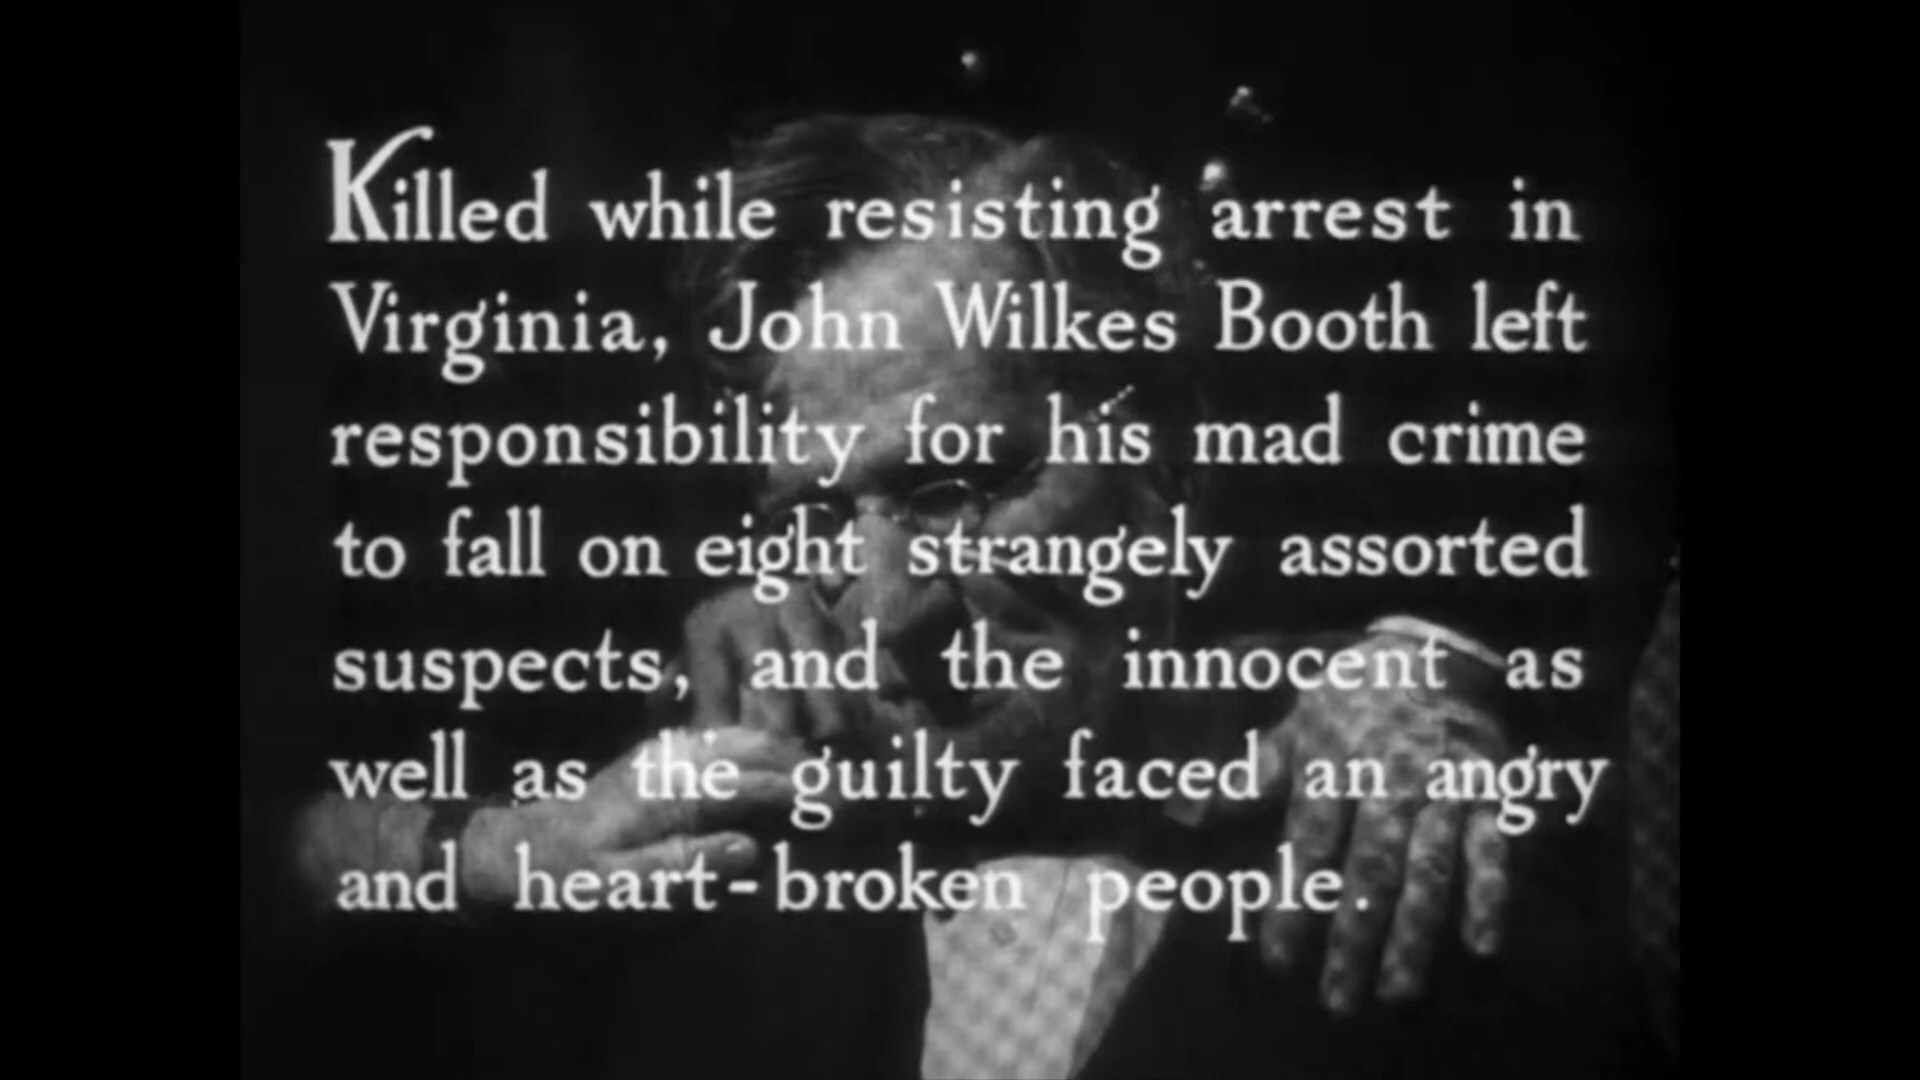 Killed while resisting arrest in
Virginia, John Wilkes Booth left
responsibility for his mad crime
to fall on eight strangely assorted
suspects, and the innocent as
well as the guilty faced an angry
and heart-broken people.